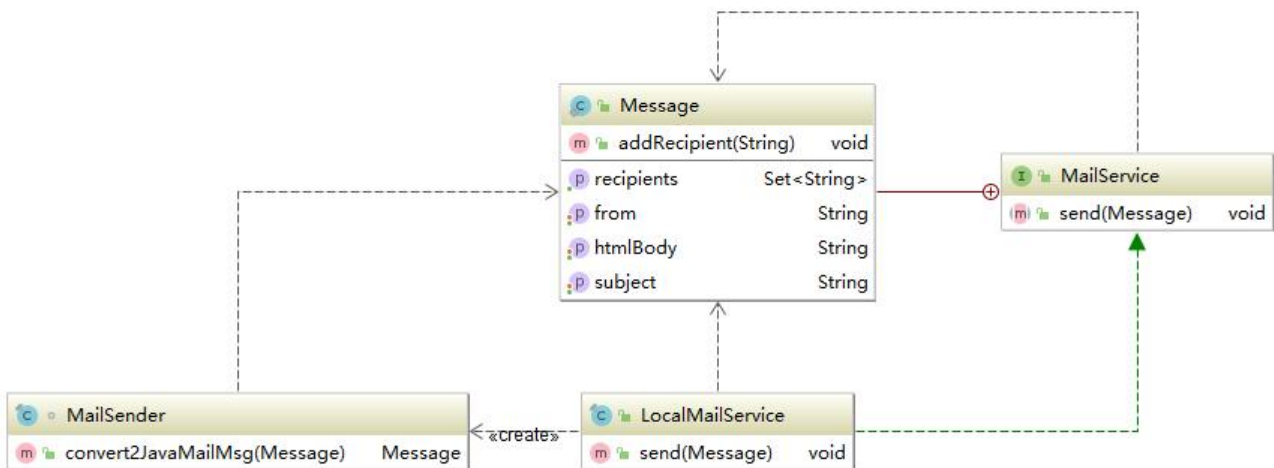 C Message
m addRecipient(String) void
p recipients Set<String>
p from String
p htmlBody String
p subject String
I MailService
(m) send(Message) void
C MailSender
m convert2JavaMailMsg(Message) Message
«create»
C LocalMailService
m send(Message) void